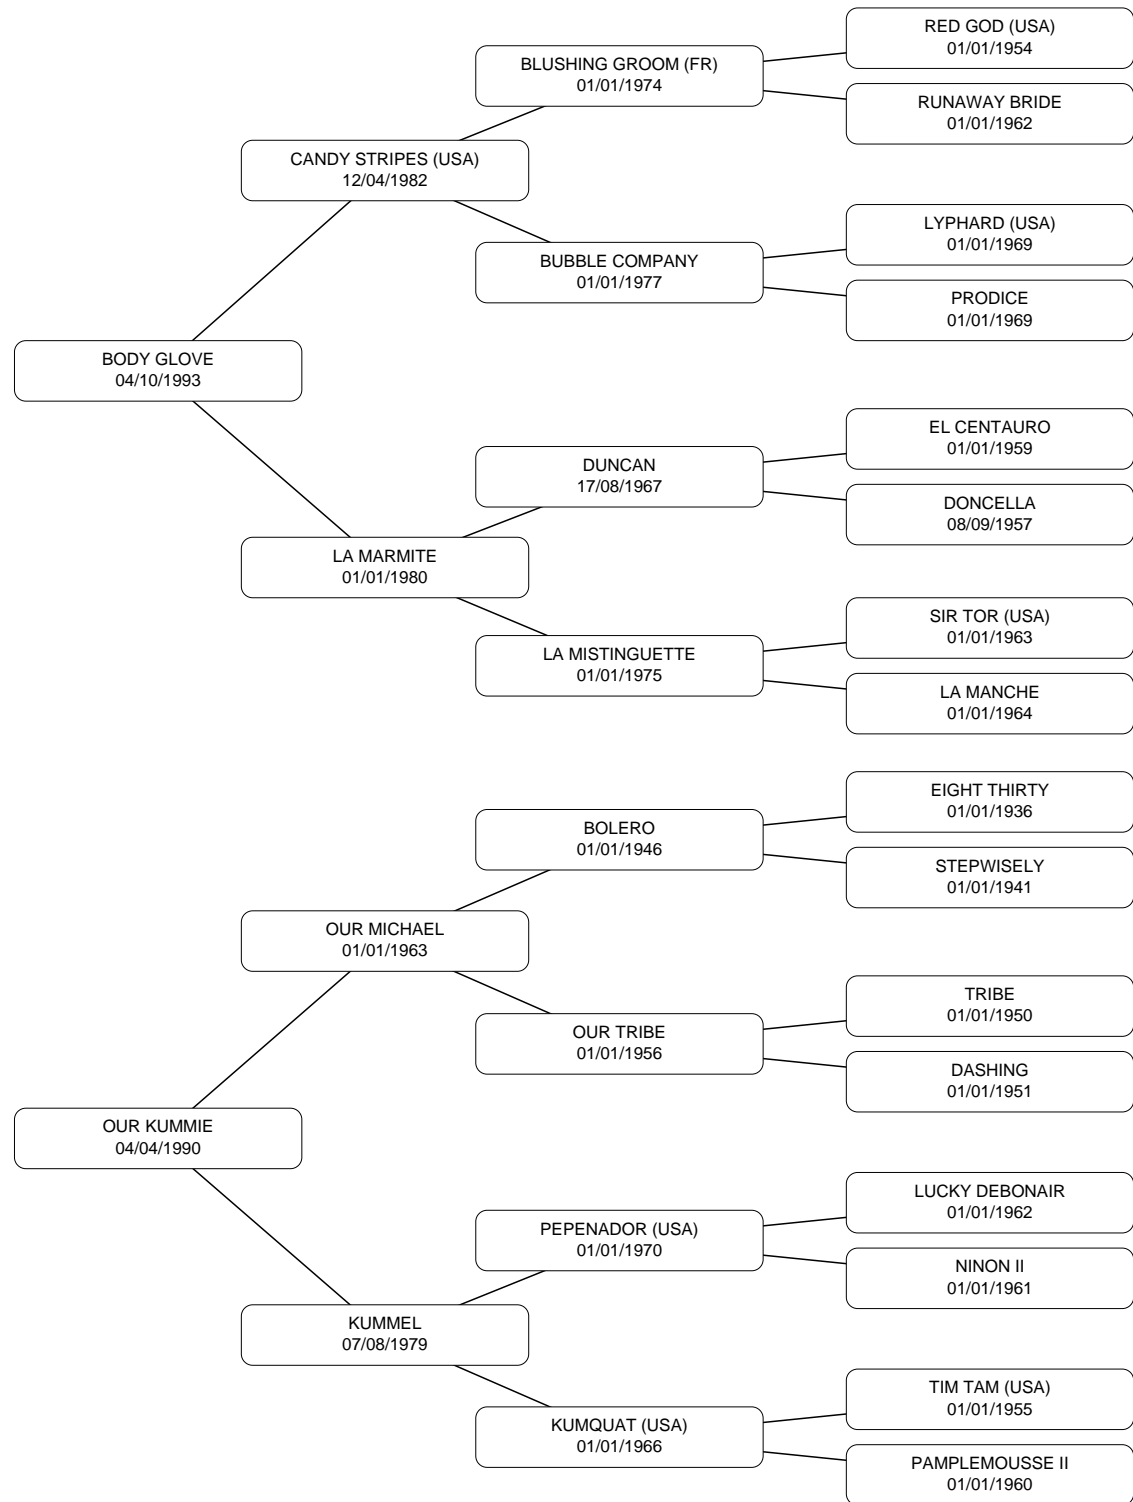 RED GOD (USA)
01/01/1954
BLUSHING GROOM (FR)
01/01/1974
RUNAWAY BRIDE
01/01/1962
CANDY STRIPES (USA)
12/04/1982
LYPHARD (USA)
01/01/1969
BUBBLE COMPANY
01/01/1977
PRODICE
01/01/1969
BODY GLOVE
04/10/1993
EL CENTAURO
01/01/1959
DUNCAN
17/08/1967
DONCELLA
08/09/1957
LA MARMITE
01/01/1980
SIR TOR (USA)
01/01/1963
LA MISTINGUETTE
01/01/1975
LA MANCHE
01/01/1964
EIGHT THIRTY
01/01/1936
BOLERO
01/01/1946
STEPWISELY
01/01/1941
OUR MICHAEL
01/01/1963
TRIBE
01/01/1950
OUR TRIBE
01/01/1956
DASHING
01/01/1951
OUR KUMMIE
04/04/1990
LUCKY DEBONAIR
01/01/1962
PEPENADOR (USA)
01/01/1970
NINON II
01/01/1961
KUMMEL
07/08/1979
TIM TAM (USA)
01/01/1955
KUMQUAT (USA)
01/01/1966
PAMPLEMOUSSE II
01/01/1960